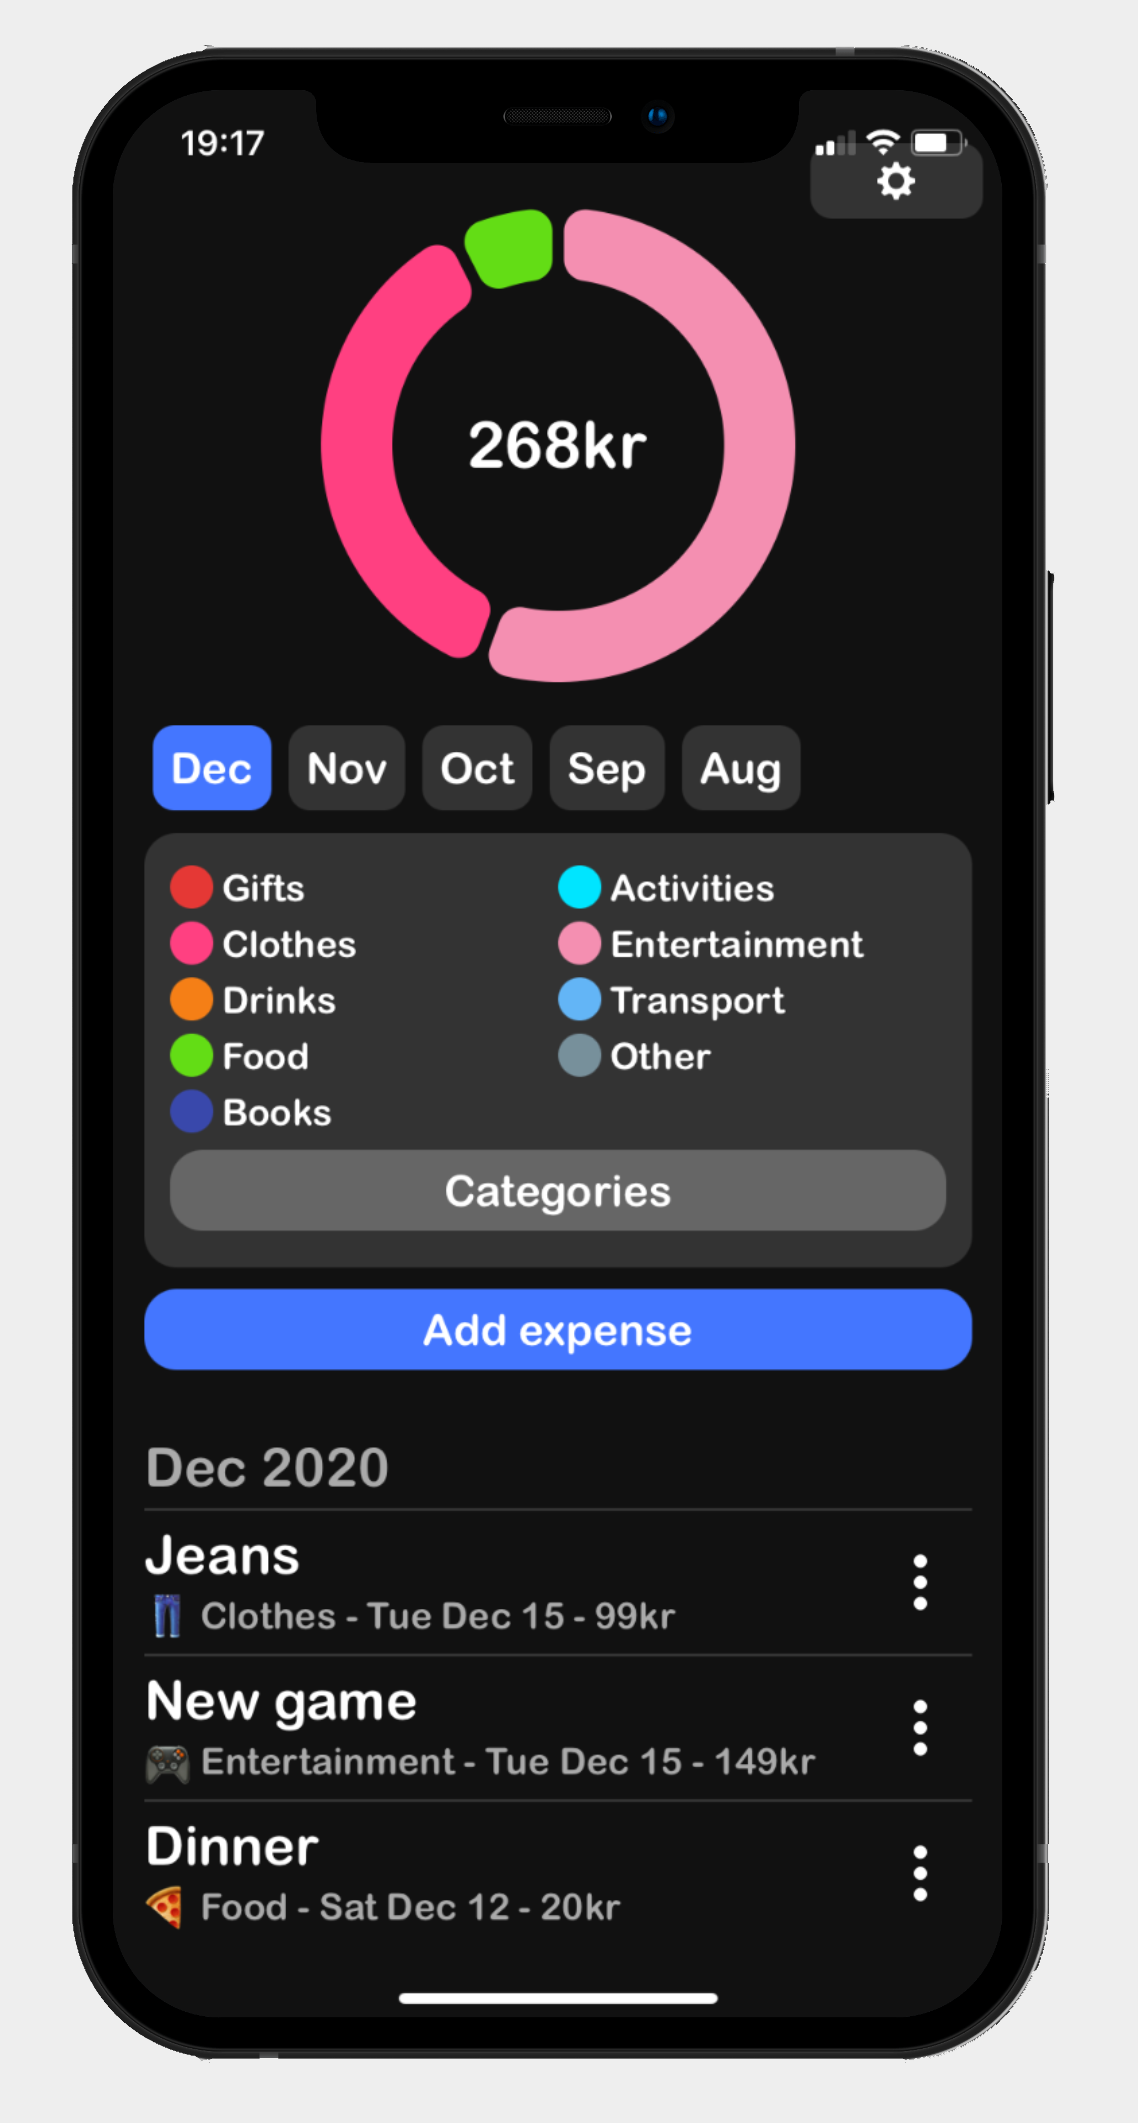 19:17
268kr
Dec Nov Oct Sep Aug
Gifts Activities
Clothes Entertainment
Drinks Transport
Food Other
Books
Categories
Add expense
Dec 2020
Jeans
Clothes - Tue Dec 15 - 99kr
New game
Entertainment - Tue Dec 15 - 149kr
Dinner
Food - Sat Dec 12 - 20kr